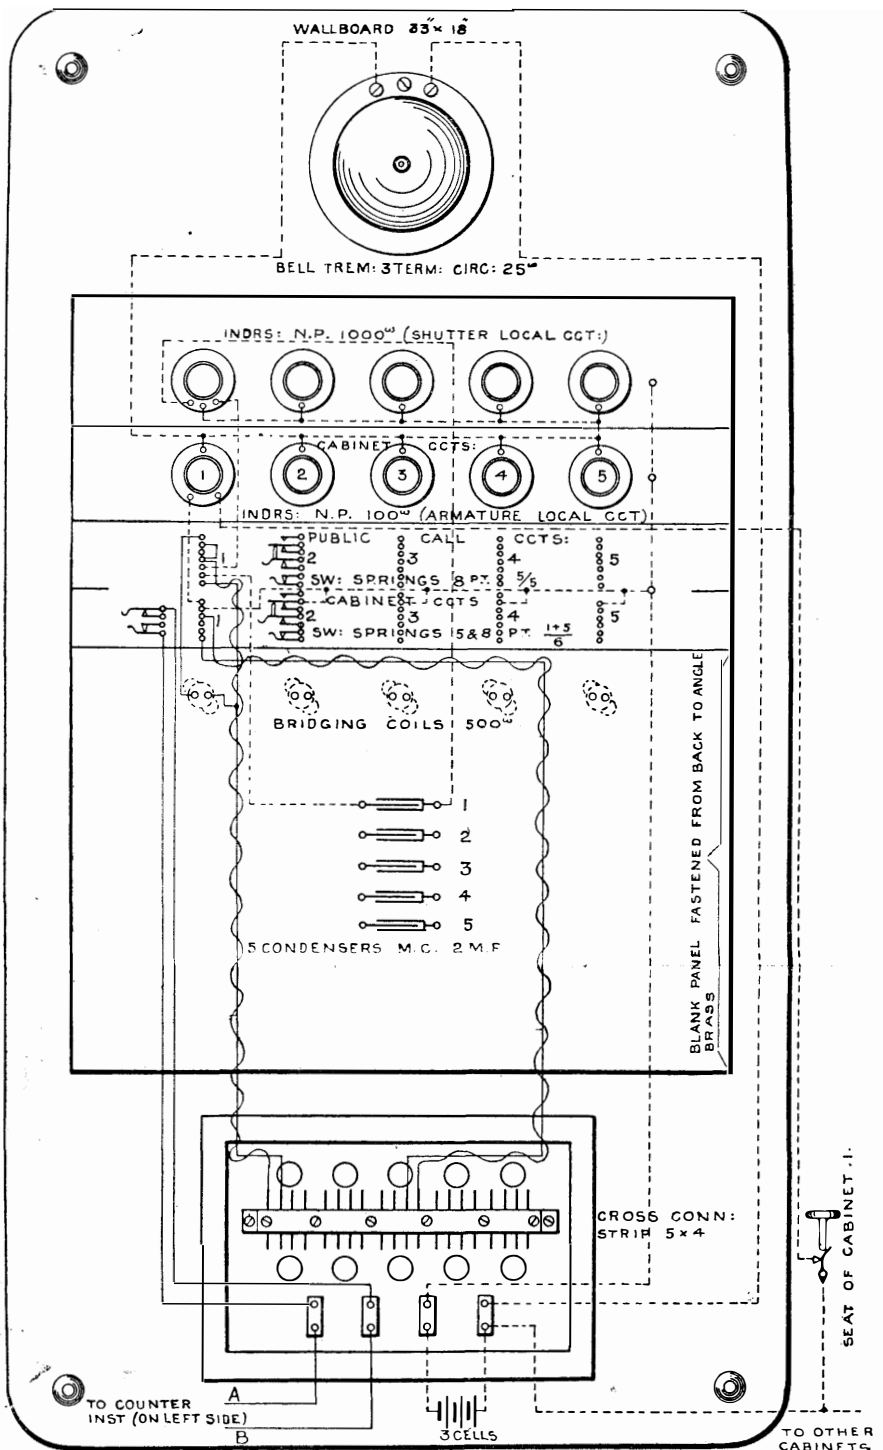 WALLBOARD 33" × 18"
BELL TREM: 3 TERM: CIRC: 25ω
INDRS: N.P. 1000ω (SHUTTER LOCAL CCT:)
CABINET CCTS:
1 2 3 4 5
INDRS: N.P. 100ω (ARMATURE LOCAL CCT)
PUBLIC CALL CCTS:
1 2 3 4 5
SW: SPRINGS 8 PT. 5/5
CABINET CCTS
1 2 3 4 5
SW: SPRINGS 5 & 8 PT. 1+5/6
BRIDGING COILS 500ω
1
2
3
4
5
5 CONDENSERS M.C. 2 M.F
BLANK PANEL FASTENED FROM BACK TO ANGLE
BRASS
CROSS CONN:
STRIP 5 × 4
SEAT OF CABINET .1.
A
TO COUNTER
INST (ON LEFT SIDE)
B
3 CELLS
TO OTHER
CABINETS